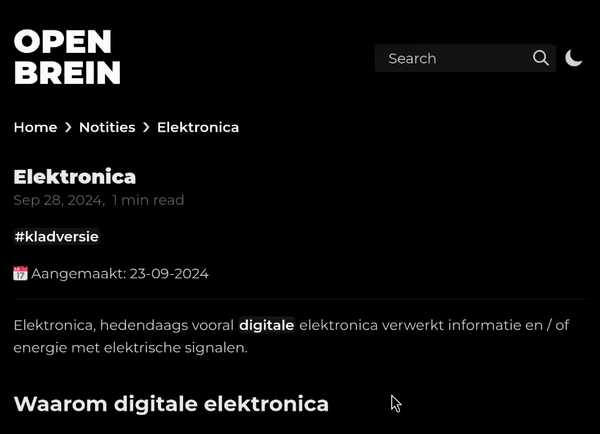 OPEN
BREIN
Search
Home > Notities > Elektronica
Elektronica
Sep 28, 2024, 1 min read
#kladversie
📅 Aangemaakt: 23-09-2024
Elektronica, hedendaags vooral digitale elektronica verwerkt informatie en / of
energie met elektrische signalen.
Waarom digitale elektronica